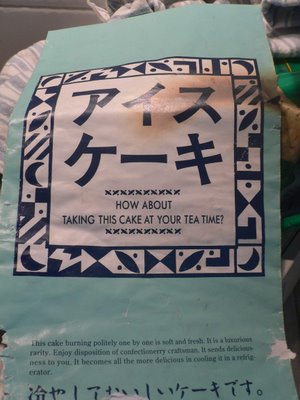 アイス
ケーキ
HOW ABOUT
TAKING THIS CAKE AT YOUR TEA TIME?
This cake burning politely one by one is soft and fresh. It is a luxurious
rarity. Enjoy disposition of confectionery craftsman. It sends delicious-
ness to you. It becomes all the more delicious in cooling it in a refrig-
erator.
冷やしておいしいケーキです。